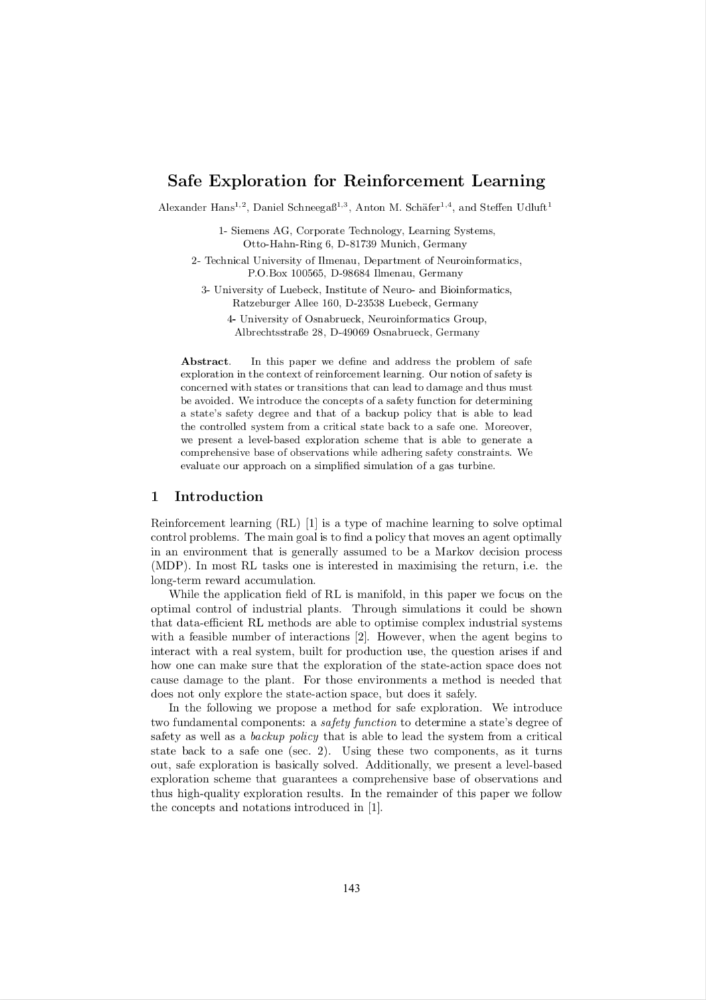 Safe Exploration for Reinforcement Learning
Alexander Hans1,2, Daniel Schneegaß1,3, Anton M. Schäfer1,4, and Steffen Udluft1
1- Siemens AG, Corporate Technology, Learning Systems,
Otto-Hahn-Ring 6, D-81739 Munich, Germany
2- Technical University of Ilmenau, Department of Neuroinformatics,
P.O.Box 100565, D-98684 Ilmenau, Germany
3- University of Luebeck, Institute of Neuro- and Bioinformatics,
Ratzeburger Allee 160, D-23538 Luebeck, Germany
4- University of Osnabrueck, Neuroinformatics Group,
Albrechtsstraße 28, D-49069 Osnabrueck, Germany
Abstract. In this paper we define and address the problem of safe
exploration in the context of reinforcement learning. Our notion of safety is
concerned with states or transitions that can lead to damage and thus must
be avoided. We introduce the concepts of a safety function for determining
a state's safety degree and that of a backup policy that is able to lead
the controlled system from a critical state back to a safe one. Moreover,
we present a level-based exploration scheme that is able to generate a
comprehensive base of observations while adhering safety constraints. We
evaluate our approach on a simplified simulation of a gas turbine.
1 Introduction
Reinforcement learning (RL) [1] is a type of machine learning to solve optimal
control problems. The main goal is to find a policy that moves an agent optimally
in an environment that is generally assumed to be a Markov decision process
(MDP). In most RL tasks one is interested in maximising the return, i.e. the
long-term reward accumulation.
While the application field of RL is manifold, in this paper we focus on the
optimal control of industrial plants. Through simulations it could be shown
that data-efficient RL methods are able to optimise complex industrial systems
with a feasible number of interactions [2]. However, when the agent begins to
interact with a real system, built for production use, the question arises if and
how one can make sure that the exploration of the state-action space does not
cause damage to the plant. For those environments a method is needed that
does not only explore the state-action space, but does it safely.
In the following we propose a method for safe exploration. We introduce
two fundamental components: a safety function to determine a state's degree of
safety as well as a backup policy that is able to lead the system from a critical
state back to a safe one (sec. 2). Using these two components, as it turns
out, safe exploration is basically solved. Additionally, we present a level-based
exploration scheme that guarantees a comprehensive base of observations and
thus high-quality exploration results. In the remainder of this paper we follow
the concepts and notations introduced in [1].
143